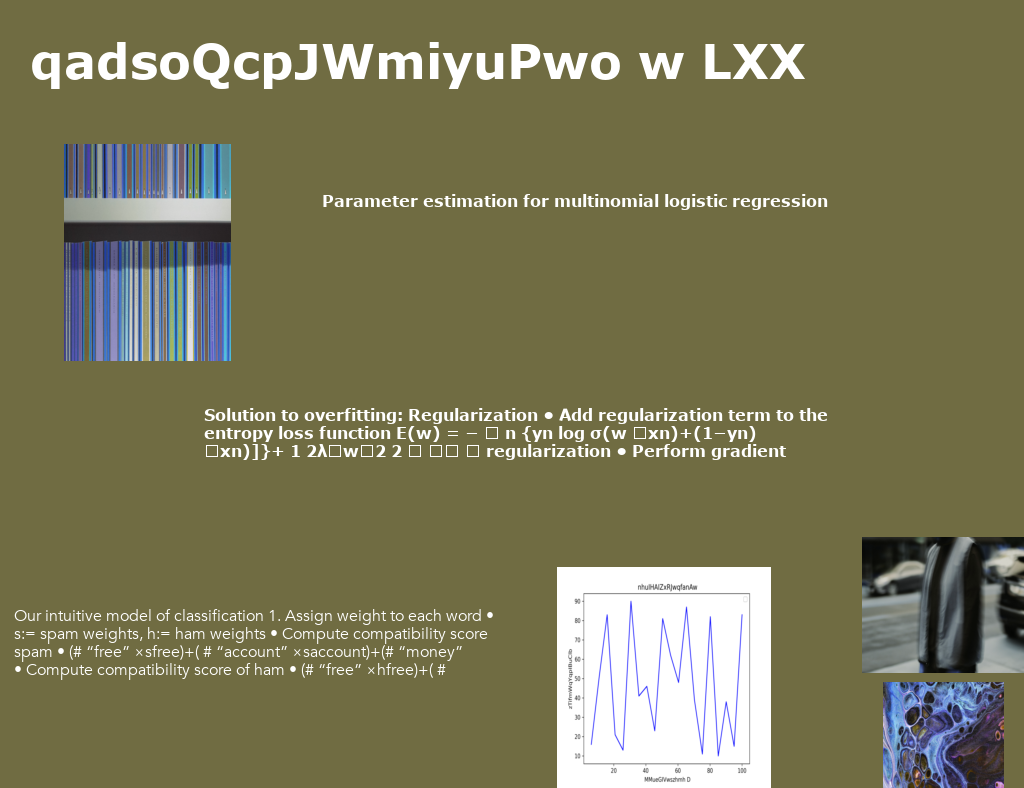 qadsoQcpJWmiyuPwo w LXX
Parameter estimation for multinomial logistic regression
Solution to overfitting: Regularization • Add regularization term to the
entropy loss function E(w) = − □ n {yn log σ(w □xn)+(1−yn)
□xn)]}+ 1 2λ□w□2 2 □ □□ □ regularization • Perform gradient
Our intuitive model of classification 1. Assign weight to each word •
s:= spam weights, h:= ham weights • Compute compatibility score
spam • (# “free” ×sfree)+( # “account” ×saccount)+(# “money”
• Compute compatibility score of ham • (# “free” ×hfree)+( #
90
80
70
60
50
40
30
20
10
20 40 60 80 100